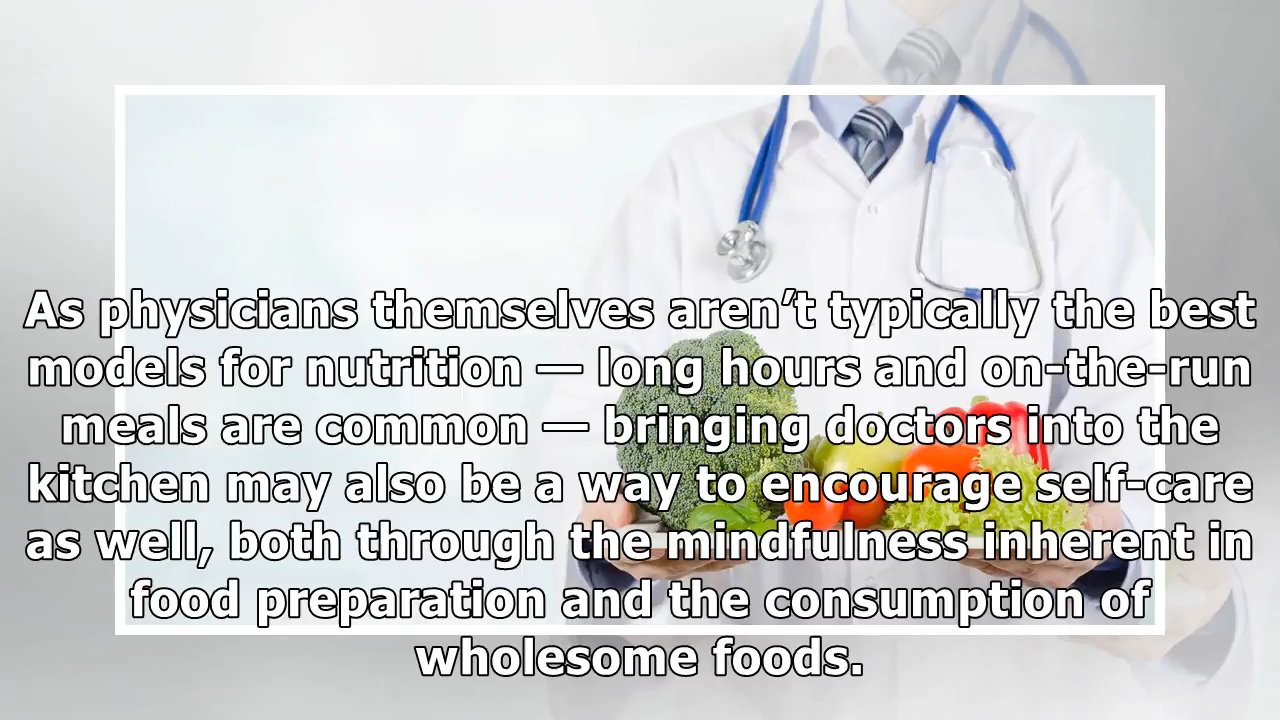 As physicians themselves aren’t typically the best
models for nutrition — long hours and on-the-run
meals are common — bringing doctors into the
kitchen may also be a way to encourage self-care
as well, both through the mindfulness inherent in
food preparation and the consumption of
wholesome foods.